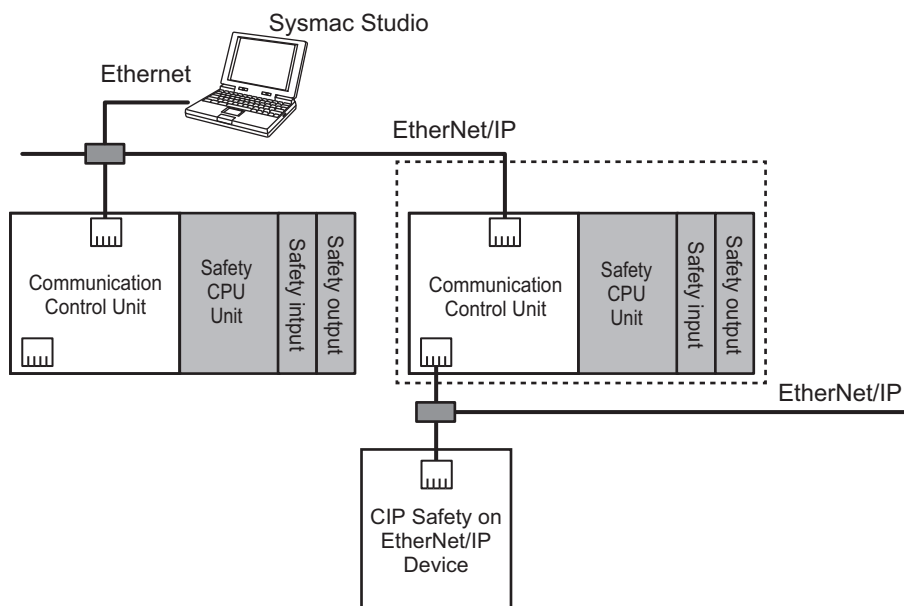 Sysmac Studio
Ethernet
EtherNet/IP
Communication
Control Unit
Safety
CPU
Unit
Safety intput
Safety output
Communication
Control Unit
Safety
CPU
Unit
Safety input
Safety output
EtherNet/IP
CIP Safety on
EtherNet/IP
Device